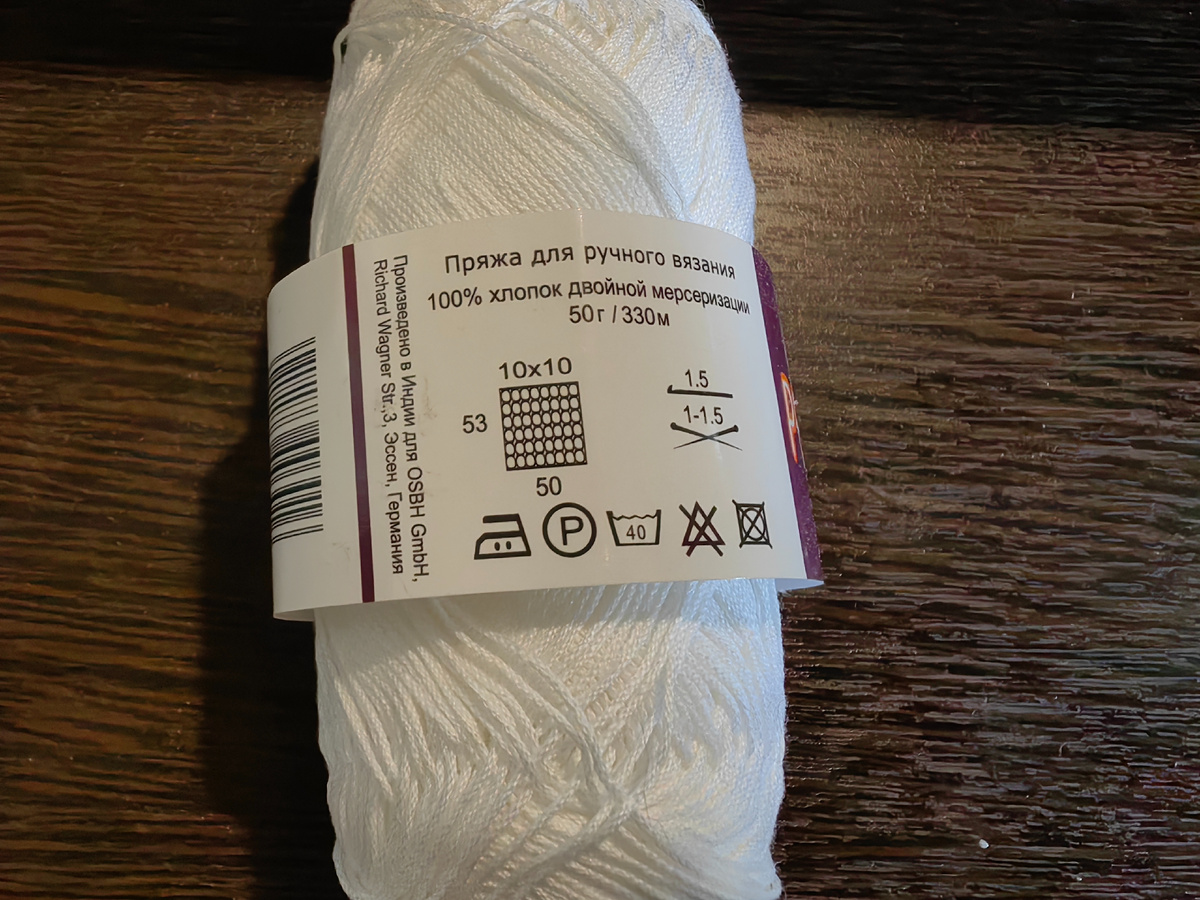 Пряжа для ручного вязания
100% хлопок двойной мерсеризации
50г / 330м
10x10
53
50
1.5
1-1.5
P
40
Произведено в Индии для OSBH GmbH,
Richard Wagner Str.,3, Эссен, Германия